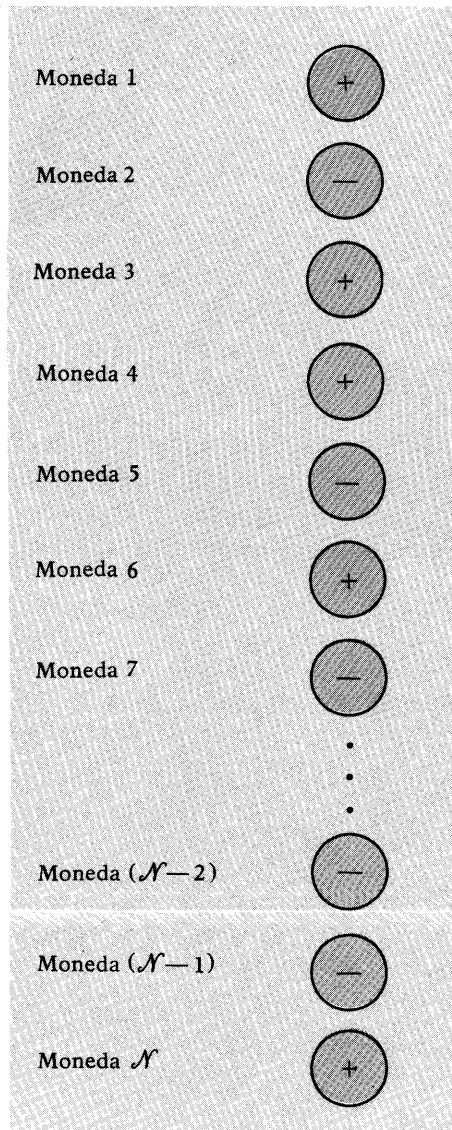 Moneda 1 +
Moneda 2 —
Moneda 3 +
Moneda 4 +
Moneda 5 —
Moneda 6 +
Moneda 7 —
Moneda (𝒩—2) —
Moneda (𝒩—1) —
Moneda 𝒩 +